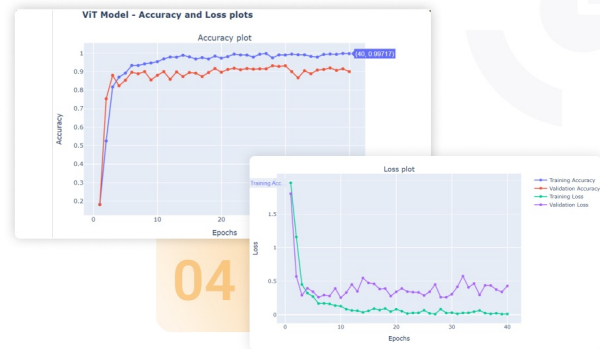 ViT Model - Accuracy and Loss plots
Accuracy plot
(40, 0.99717)
1
0.9
0.8
0.7
0.6
0.5
0.4
0.3
0.2
Accuracy
0
10
20
Epochs
Loss plot
Training Acc
1.5
1
0.5
0
Loss
0
10
20
30
40
Epochs
Training Accuracy
Validation Accuracy
Training Loss
Validation Loss
04